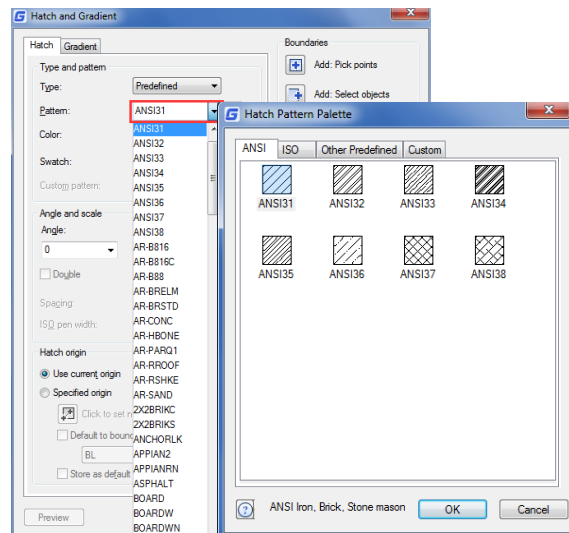 Hatch and Gradient
Hatch Gradient
Type and pattern
Type: Predefined
Pattern: ANSI31
Color:
Swatch:
Custom pattern:
Angle and scale
Angle:
0
Double
Spacing:
ISO pen width:
Hatch origin
Use current origin
Specified origin
Click to set n
Default to boun
BL
Store as default
Preview
ANSI31
ANSI32
ANSI33
ANSI34
ANSI35
ANSI36
ANSI37
ANSI38
AR-B816
AR-B816C
AR-B88
AR-BRELM
AR-BRSTD
AR-CONC
AR-HBONE
AR-PARQ1
AR-RROOF
AR-RSHKE
AR-SAND
2X2BRIKC
2X2BRIKS
ANCHORLK
APPIAN2
APPIANRN
ASPHALT
BOARD
BOARDW
BOARDWN
Boundaries
Add: Pick points
Add: Select objects
Hatch Pattern Palette
ANSI ISO Other Predefined Custom
ANSI31 ANSI32 ANSI33 ANSI34
ANSI35 ANSI36 ANSI37 ANSI38
ANSI Iron, Brick, Stone mason
OK Cancel